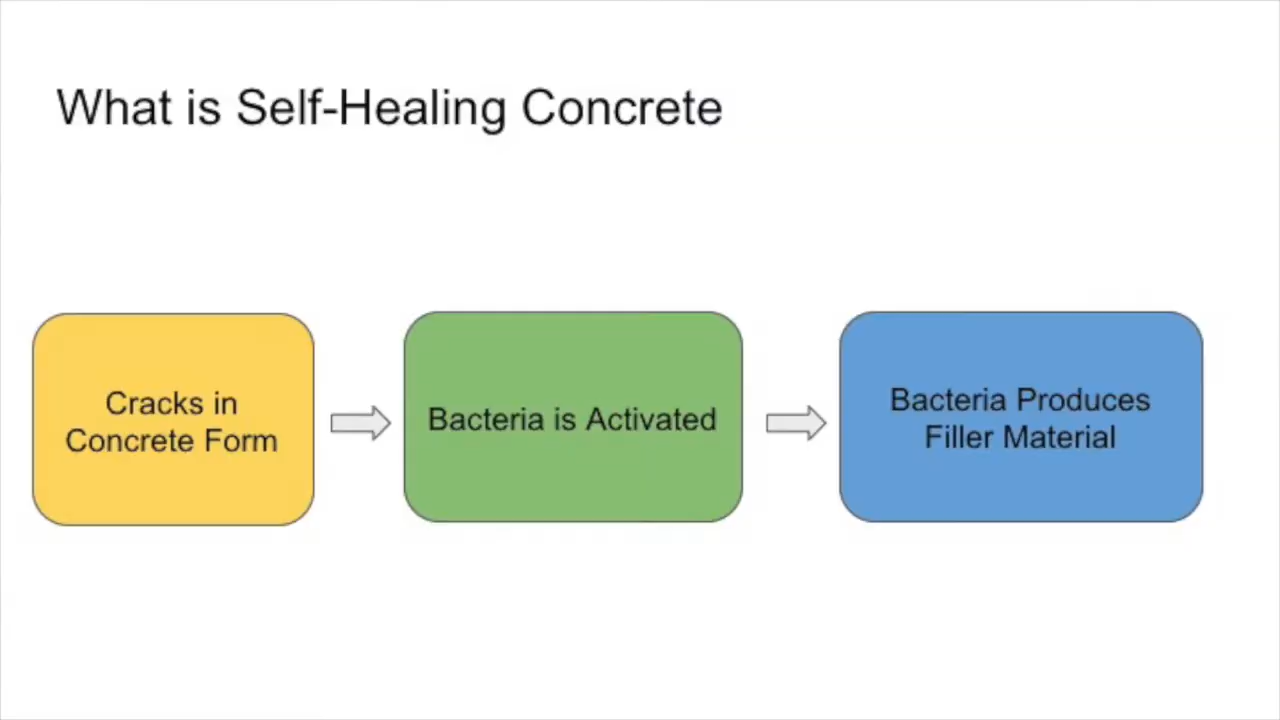 What is Self-Healing Concrete
Cracks in
Concrete Form
Bacteria is Activated
Bacteria Produces
Filler Material